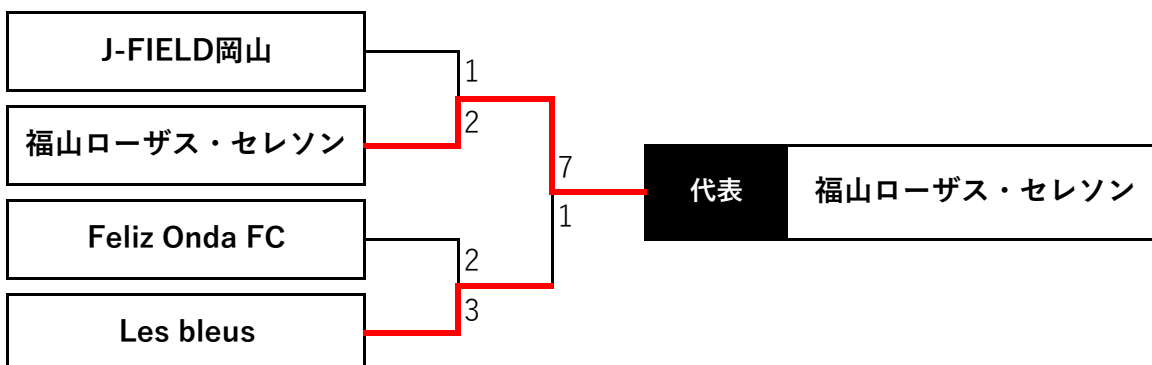 J-FIELD岡山
1
2
福山ローザス・セレソン
7
代表
福山ローザス・セレソン
1
Feliz Onda FC
2
3
Les bleus